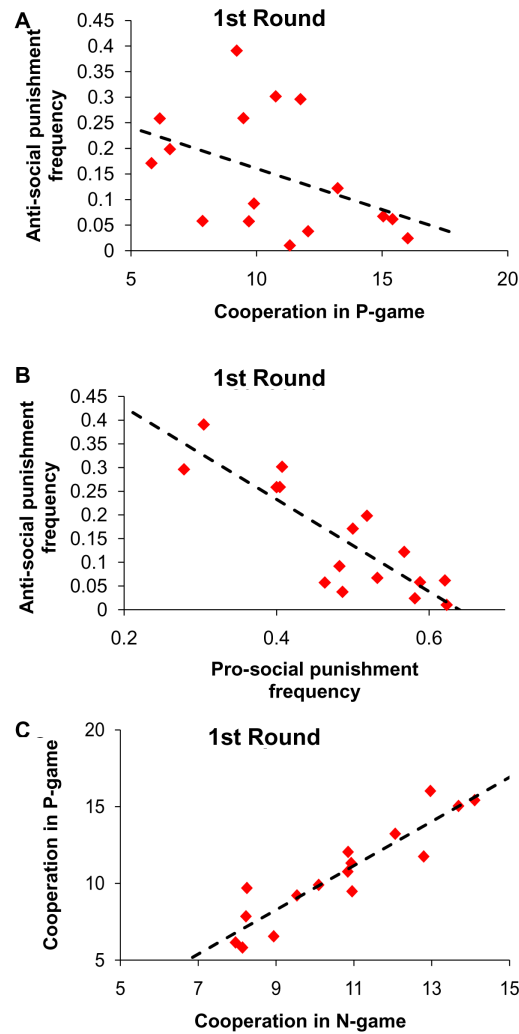 A
1st Round
Anti-social punishment
frequency
0.45
0.4
0.35
0.3
0.25
0.2
0.15
0.1
0.05
0
5
10
15
20
Cooperation in P-game
B
1st Round
Anti-social punishment
frequency
0.45
0.4
0.35
0.3
0.25
0.2
0.15
0.1
0.05
0
0.2
0.4
0.6
Pro-social punishment
frequency
C
1st Round
Cooperation in P-game
20
15
10
5
5
7
9
11
13
15
Cooperation in N-game